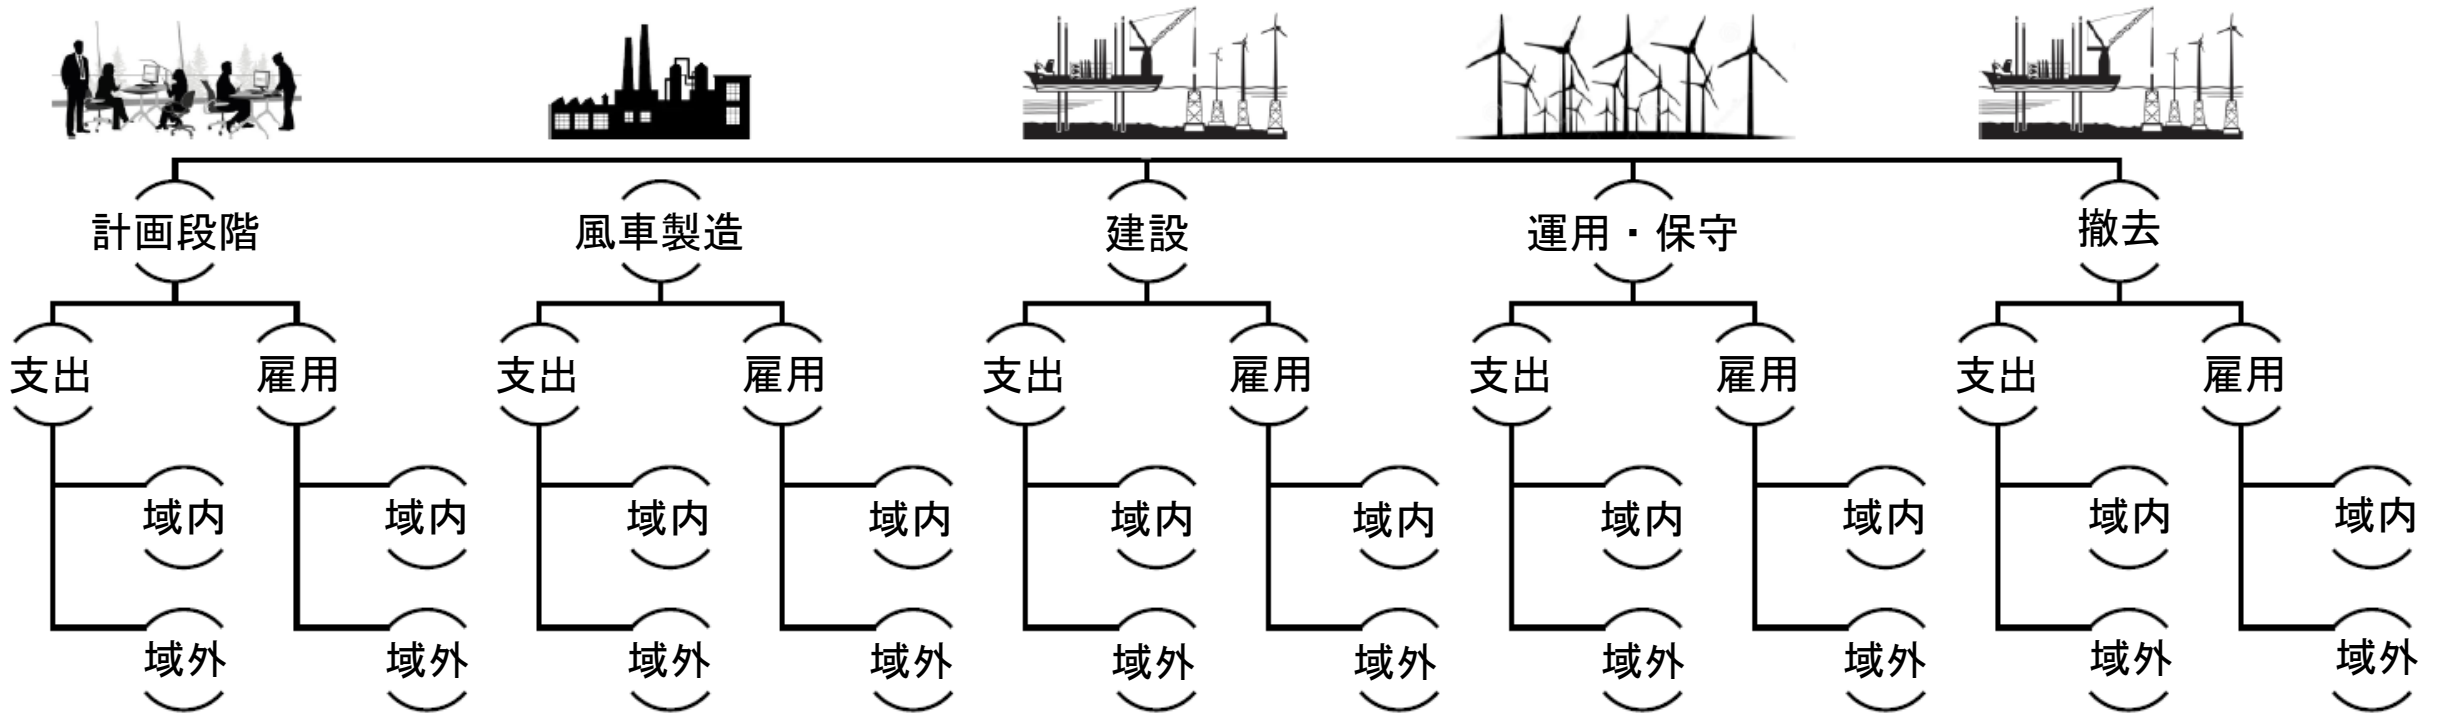 計画段階
風車製造
建設
運用・保守
撤去
支出
雇用
支出
雇用
支出
雇用
支出
雇用
支出
雇用
域内
域内
域内
域内
域内
域内
域内
域内
域内
域内
域外
域外
域外
域外
域外
域外
域外
域外
域外
域外